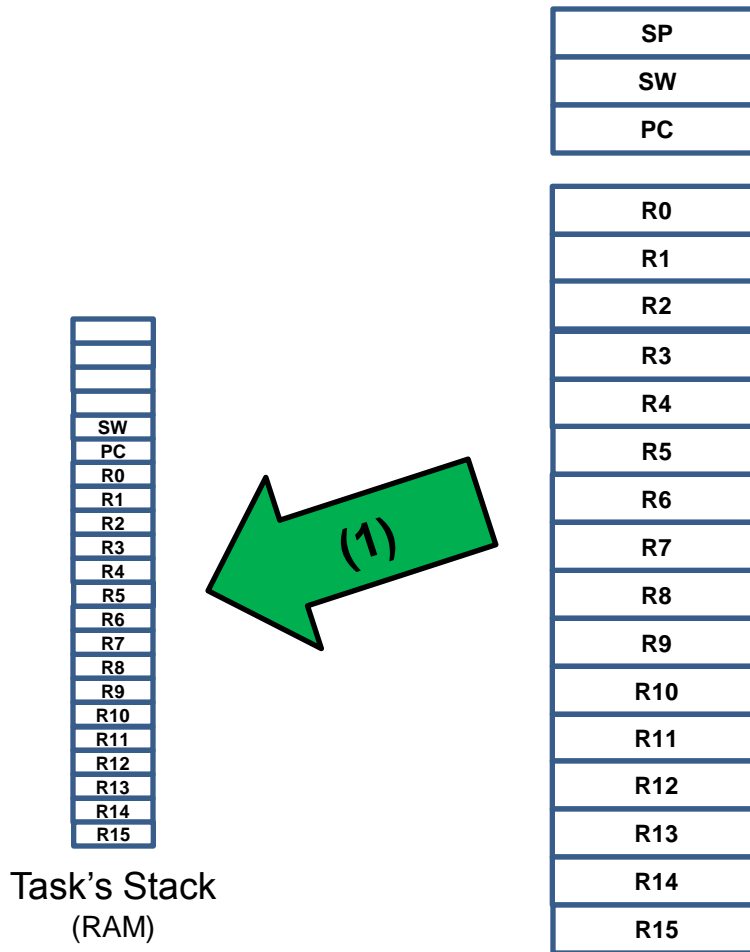 SP
SW
PC
R0
R1
R2
R3
R4
R5
R6
R7
R8
R9
R10
R11
R12
R13
R14
R15
(1)
SW
PC
R0
R1
R2
R3
R4
R5
R6
R7
R8
R9
R10
R11
R12
R13
R14
R15
Task's Stack
(RAM)